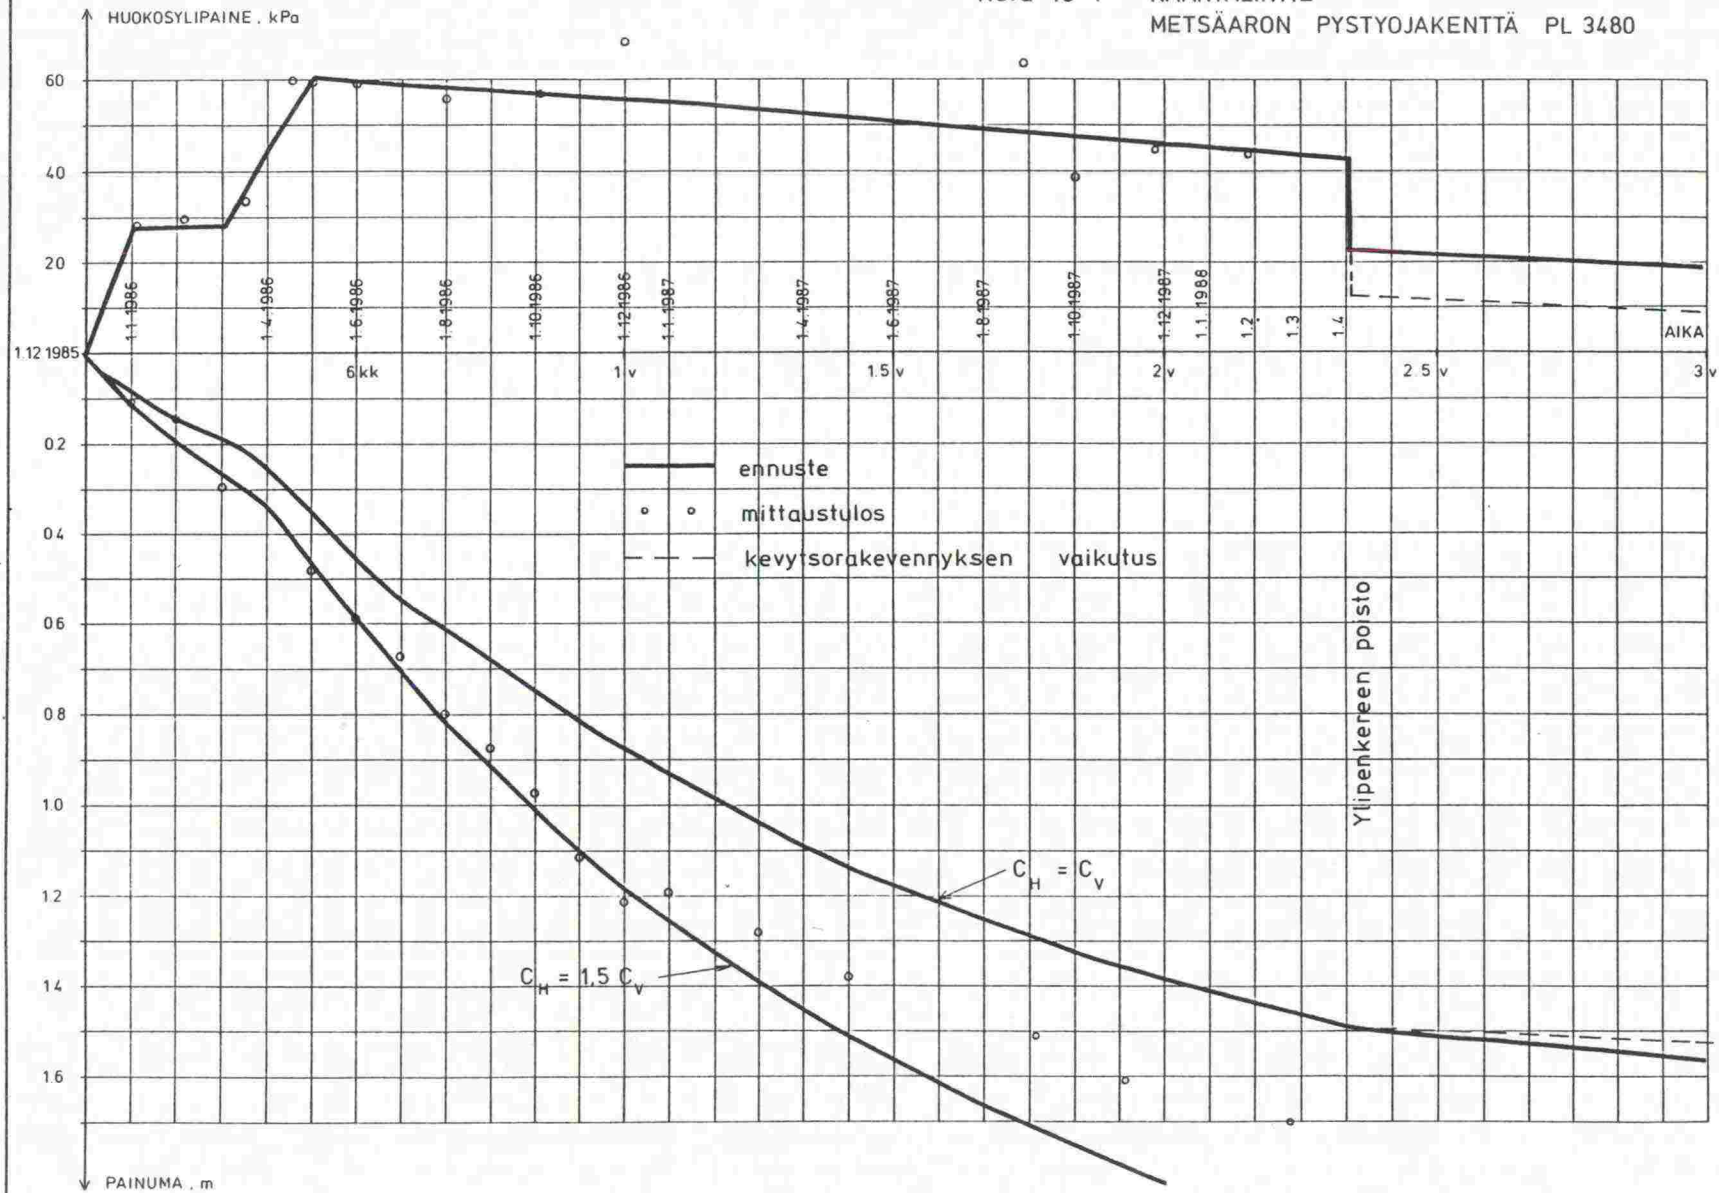 METSÄARON PYSTYOJAKENTTÄ PL 3480
HUOKOSYLIPAINE, kPa
60
40
20
1.12 1985
1.1 1986
1.4.1986
1.6.1986
1.8.1986
1.10.1986
1.12.1986
1.1.1987
1.4.1987
1.6.1987
1.8.1987
1.10.1987
1.12.1987
1.1.1988
1.2.
1.3
1.4
AIKA
6 kk
1 v
1.5 v
2 v
2.5 v
3 v
0.2
0.4
0.6
0.8
1.0
1.2
1.4
1.6
ennuste
mittaustulos
kevytsorakevennyksen vaikutus
Ylipenkereen poisto
C_H = C_V
C_H = 1,5 C_V
PAINUMA, m